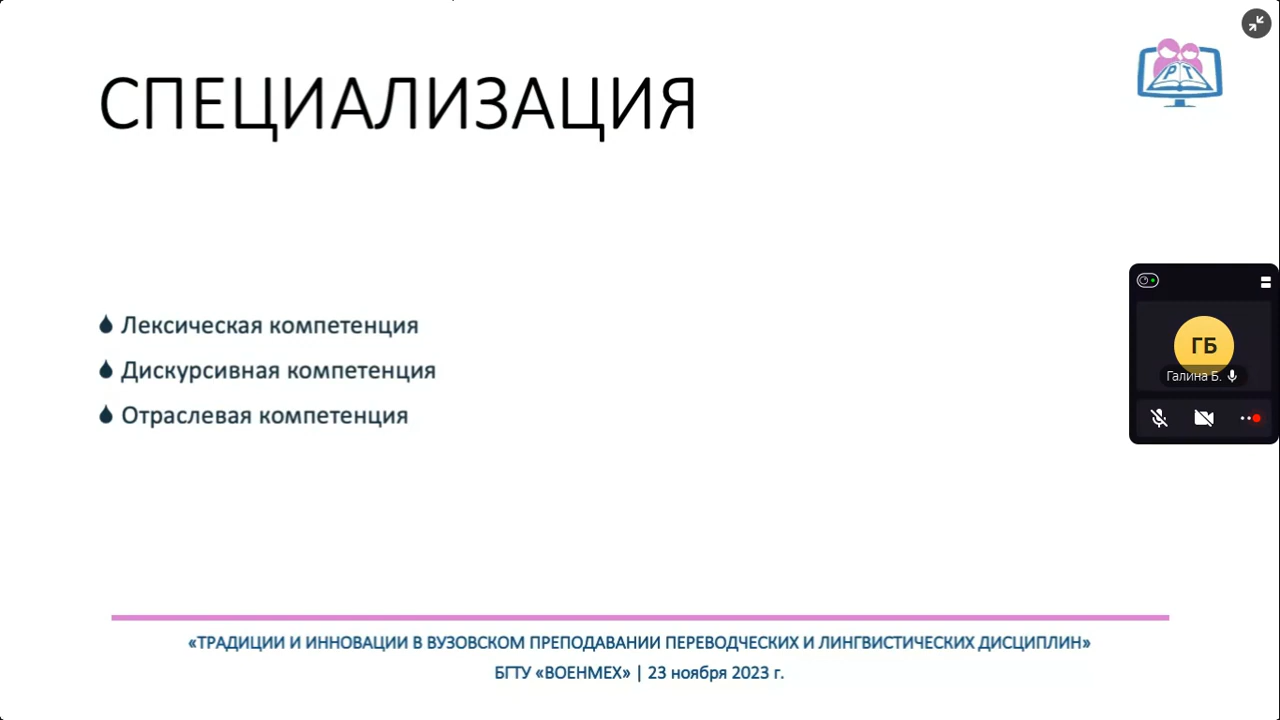 СПЕЦИАЛИЗАЦИЯ
РТ
Лексическая компетенция
Дискурсивная компетенция
Отраслевая компетенция
ГБ
Галина Б.
«ТРАДИЦИИ И ИННОВАЦИИ В ВУЗОВСКОМ ПРЕПОДАВАНИИ ПЕРЕВОДЧЕСКИХ И ЛИНГВИСТИЧЕСКИХ ДИСЦИПЛИН»
БГТУ «ВОЕНМЕХ» | 23 ноября 2023 г.